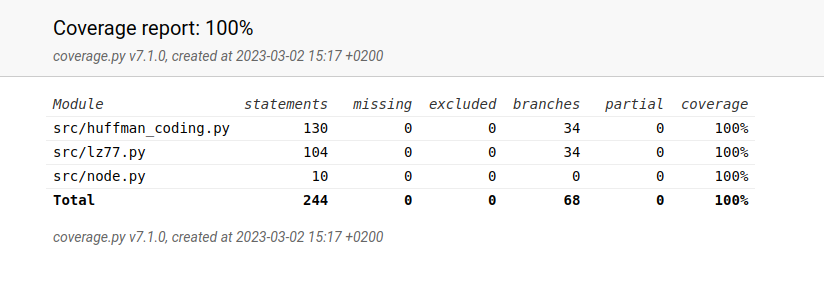 Coverage report: 100%
coverage.py v7.1.0, created at 2023-03-02 15:17 +0200
Module statements missing excluded branches partial coverage
src/huffman_coding.py 130 0 0 34 0 100%
src/lz77.py 104 0 0 34 0 100%
src/node.py 10 0 0 0 0 100%
Total 244 0 0 68 0 100%
coverage.py v7.1.0, created at 2023-03-02 15:17 +0200